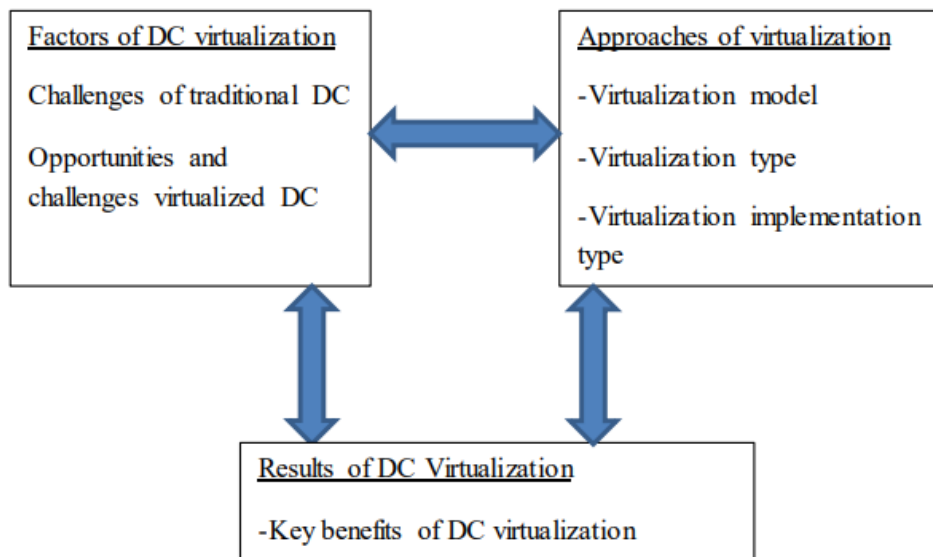 Factors of DC virtualization
Challenges of traditional DC
Opportunities and
challenges virtualized DC
Approaches of virtualization
-Virtualization model
-Virtualization type
-Virtualization implementation
type
Results of DC Virtualization
-Key benefits of DC virtualization